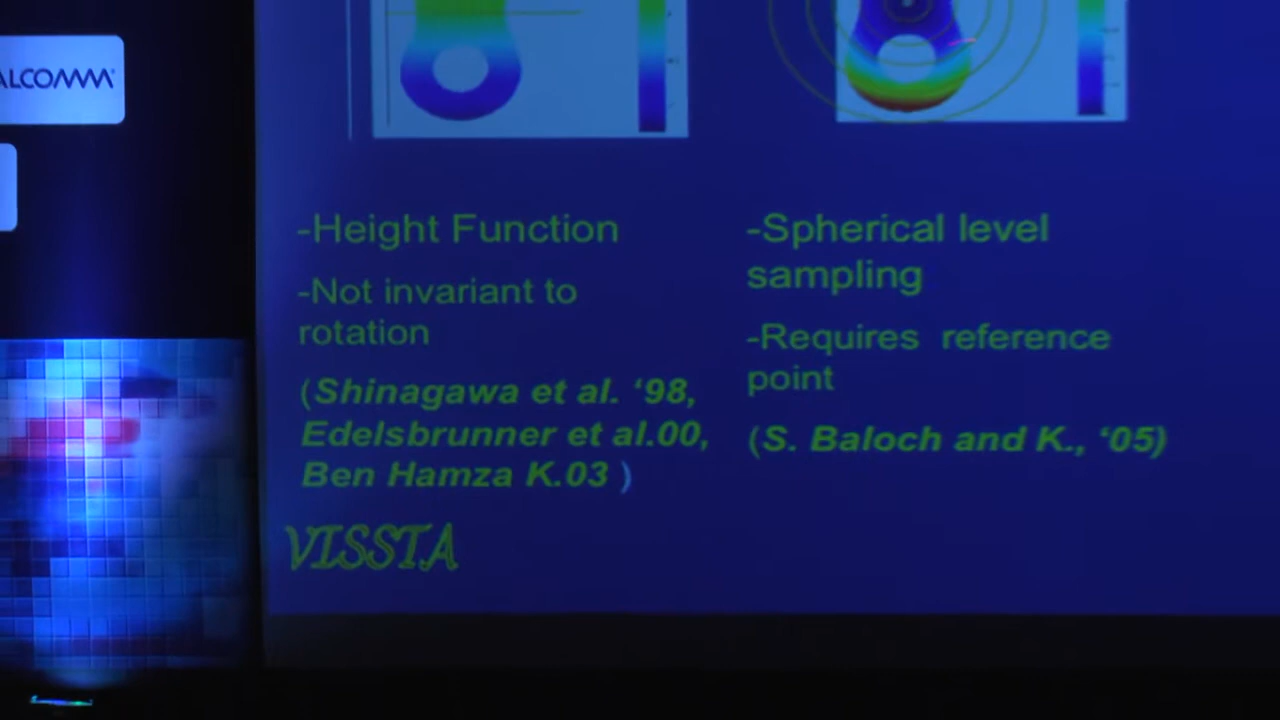 ALCOMM
-Height Function
-Not invariant to
rotation
(Shinagawa et al. ‘98,
Edelsbrunner et al.00,
Ben Hamza K.03 )
-Spherical level
sampling
-Requires reference
point
(S. Baloch and K., ‘05)
VISSTA